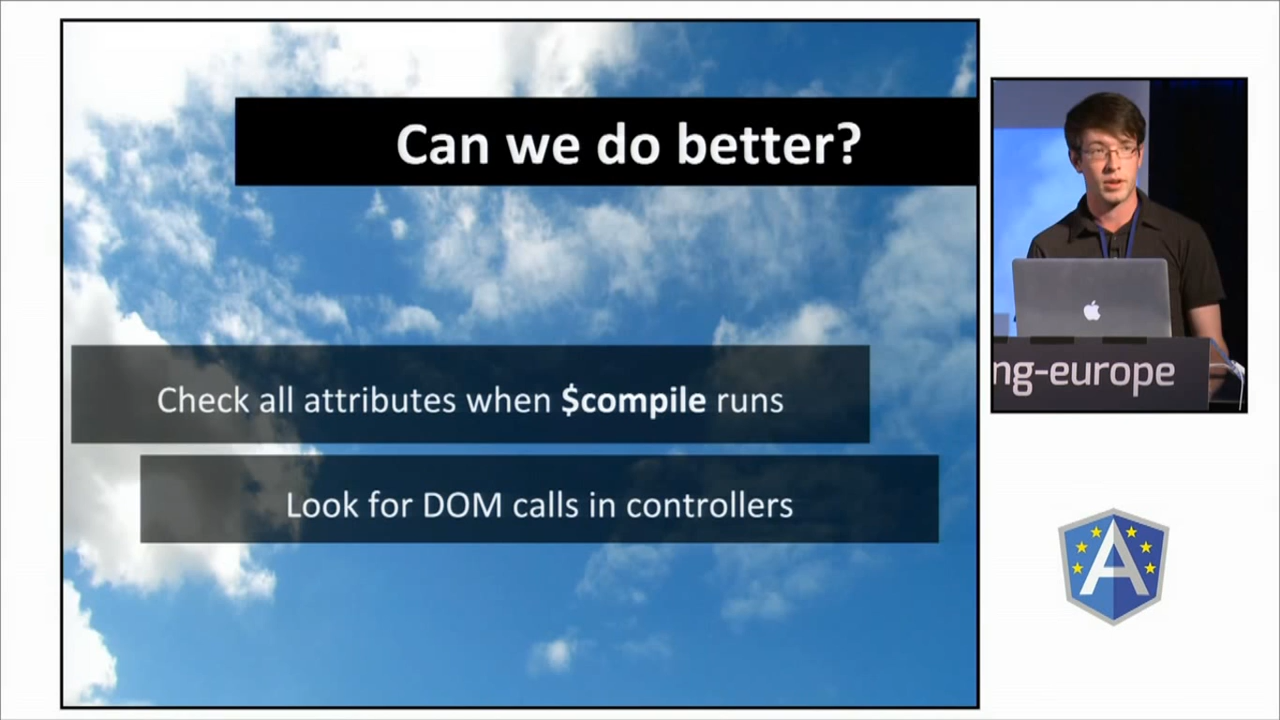 Can we do better?
Check all attributes when $compile runs
Look for DOM calls in controllers
ng-europe
A